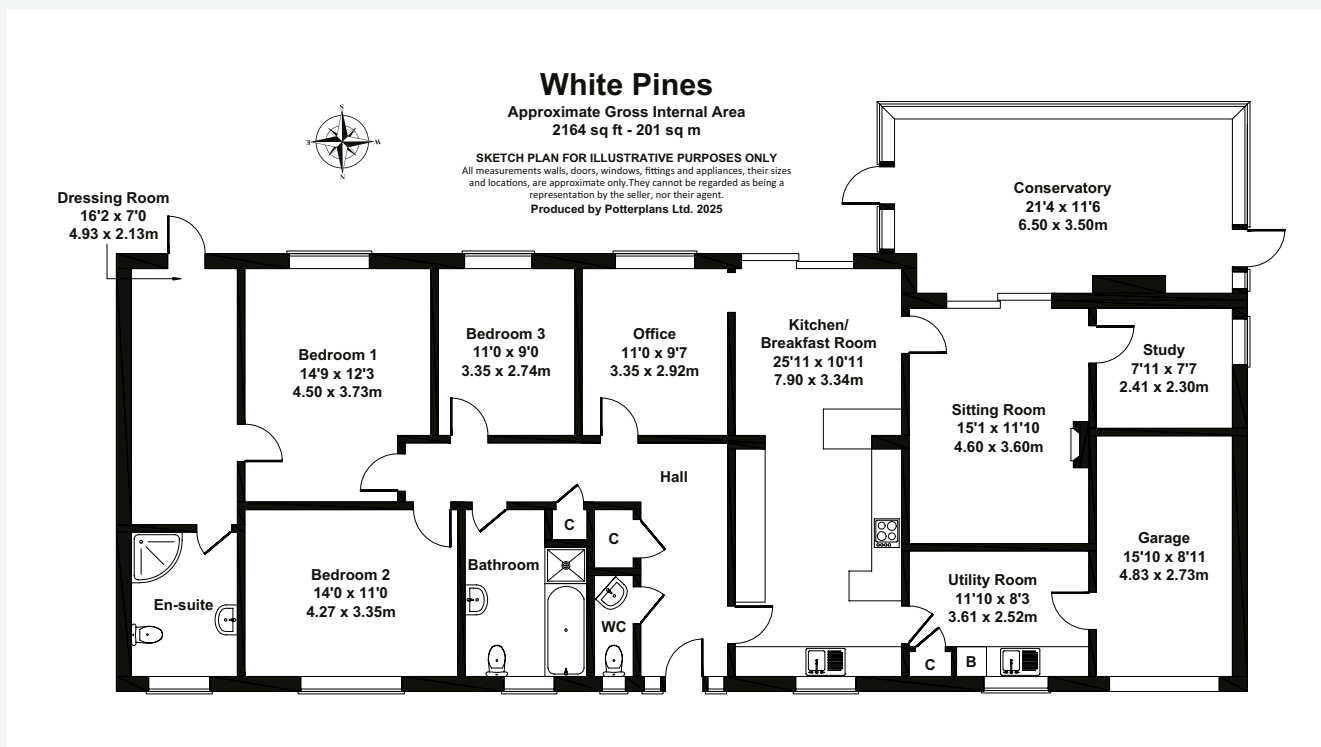 White Pines
Approximate Gross Internal Area
2164 sq ft - 201 sq m
SKETCH PLAN FOR ILLUSTRATIVE PURPOSES ONLY
All measurements walls, doors, windows, fittings and appliances, their sizes
and locations, are approximate only.They cannot be regarded as being a
representation by the seller, nor their agent.
Produced by Potterplans Ltd. 2025
S
E
W
N
Dressing Room
16'2 x 7'0
4.93 x 2.13m
Conservatory
21'4 x 11'6
6.50 x 3.50m
Bedroom 1
14'9 x 12'3
4.50 x 3.73m
Bedroom 3
11'0 x 9'0
3.35 x 2.74m
Office
11'0 x 9'7
3.35 x 2.92m
Kitchen/
Breakfast Room
25'11 x 10'11
7.90 x 3.34m
Study
7'11 x 7'7
2.41 x 2.30m
Sitting Room
15'1 x 11'10
4.60 x 3.60m
Hall
C
C
Garage
15'10 x 8'11
4.83 x 2.73m
Bathroom
Bedroom 2
14'0 x 11'0
4.27 x 3.35m
Utility Room
11'10 x 8'3
3.61 x 2.52m
En-suite
WC
C
B